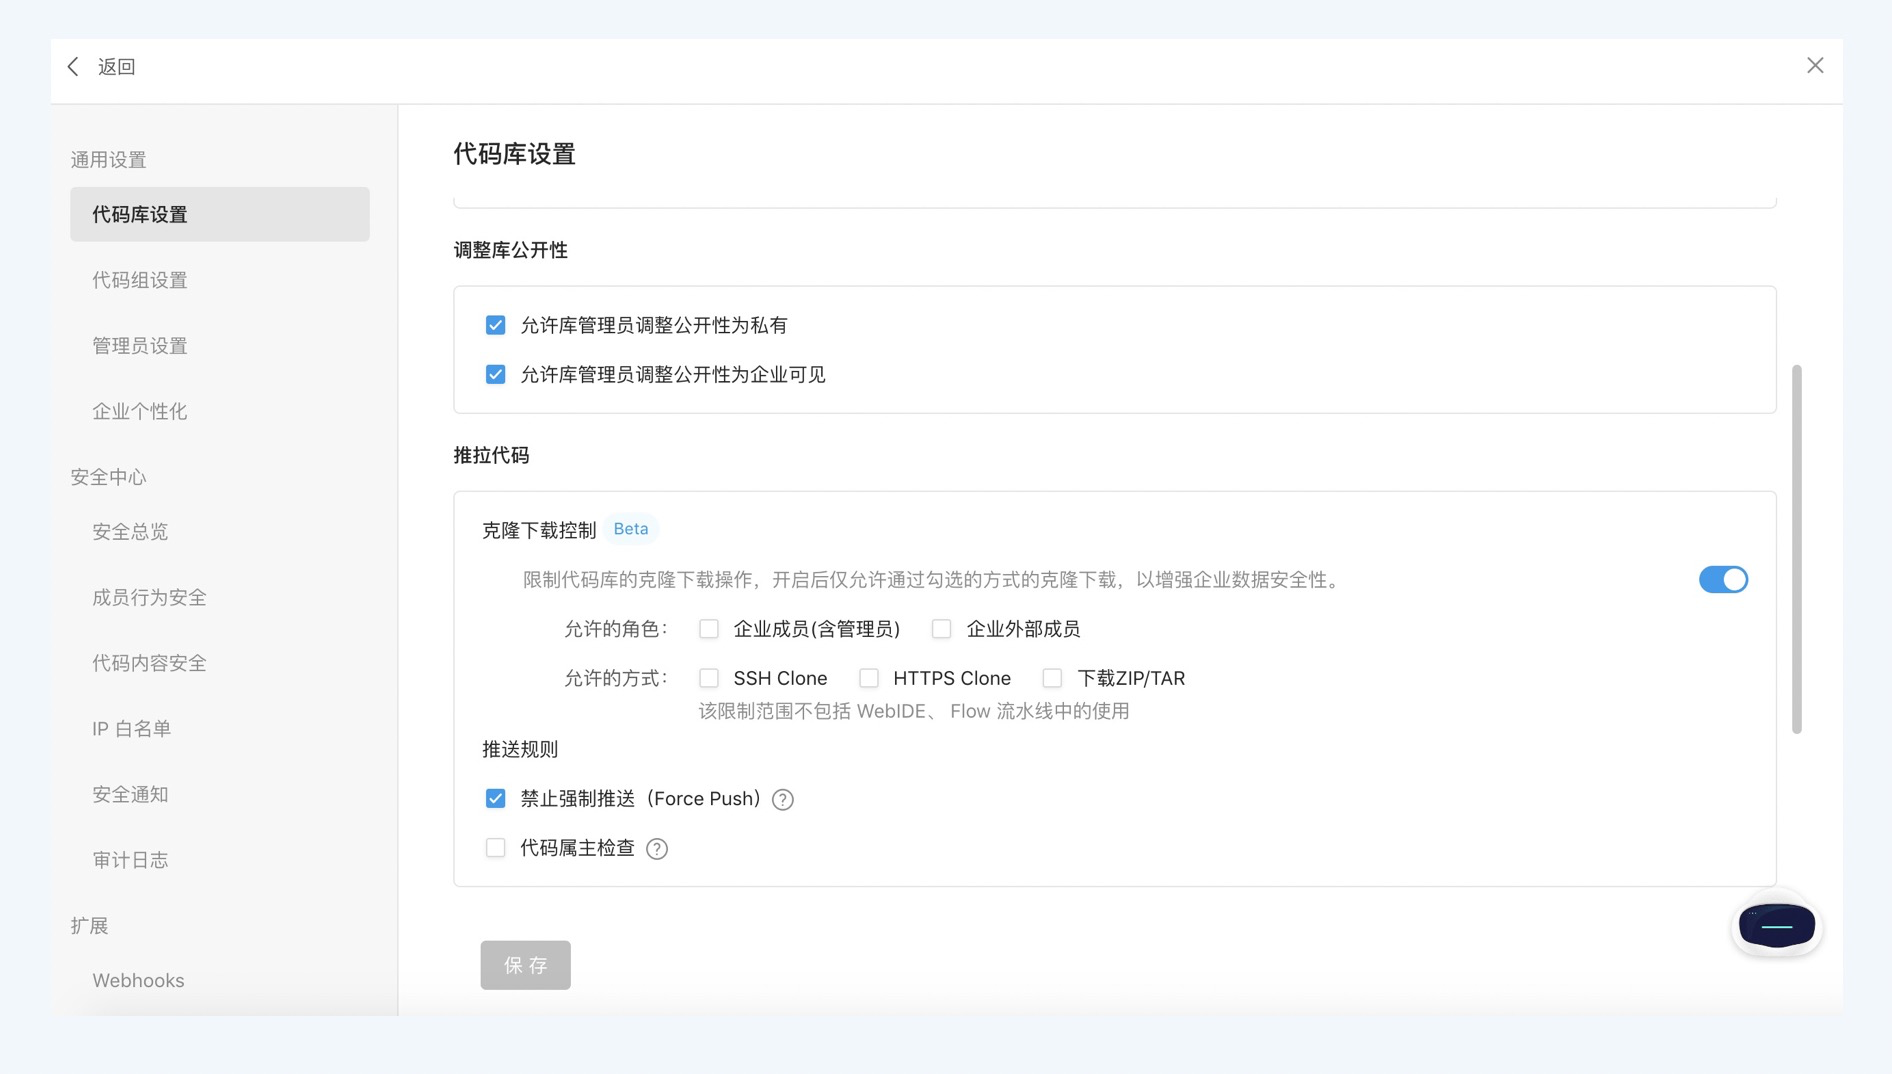 返回
通用设置
代码库设置
代码组设置
管理员设置
企业个性化
安全中心
安全总览
成员行为安全
代码内容安全
IP 白名单
安全通知
审计日志
扩展
Webhooks
代码库设置
调整库公开性
允许库管理员调整公开性为私有
允许库管理员调整公开性为企业可见
推拉代码
克隆下载控制 Beta
限制代码库的克隆下载操作，开启后仅允许通过勾选的方式的克隆下载，以增强企业数据安全性。
允许的角色： 企业成员(含管理员) 企业外部成员
允许的方式： SSH Clone HTTPS Clone 下载ZIP/TAR
该限制范围不包括 WebIDE、 Flow 流水线中的使用
推送规则
禁止强制推送（Force Push） ?
代码属主检查 ?
保 存